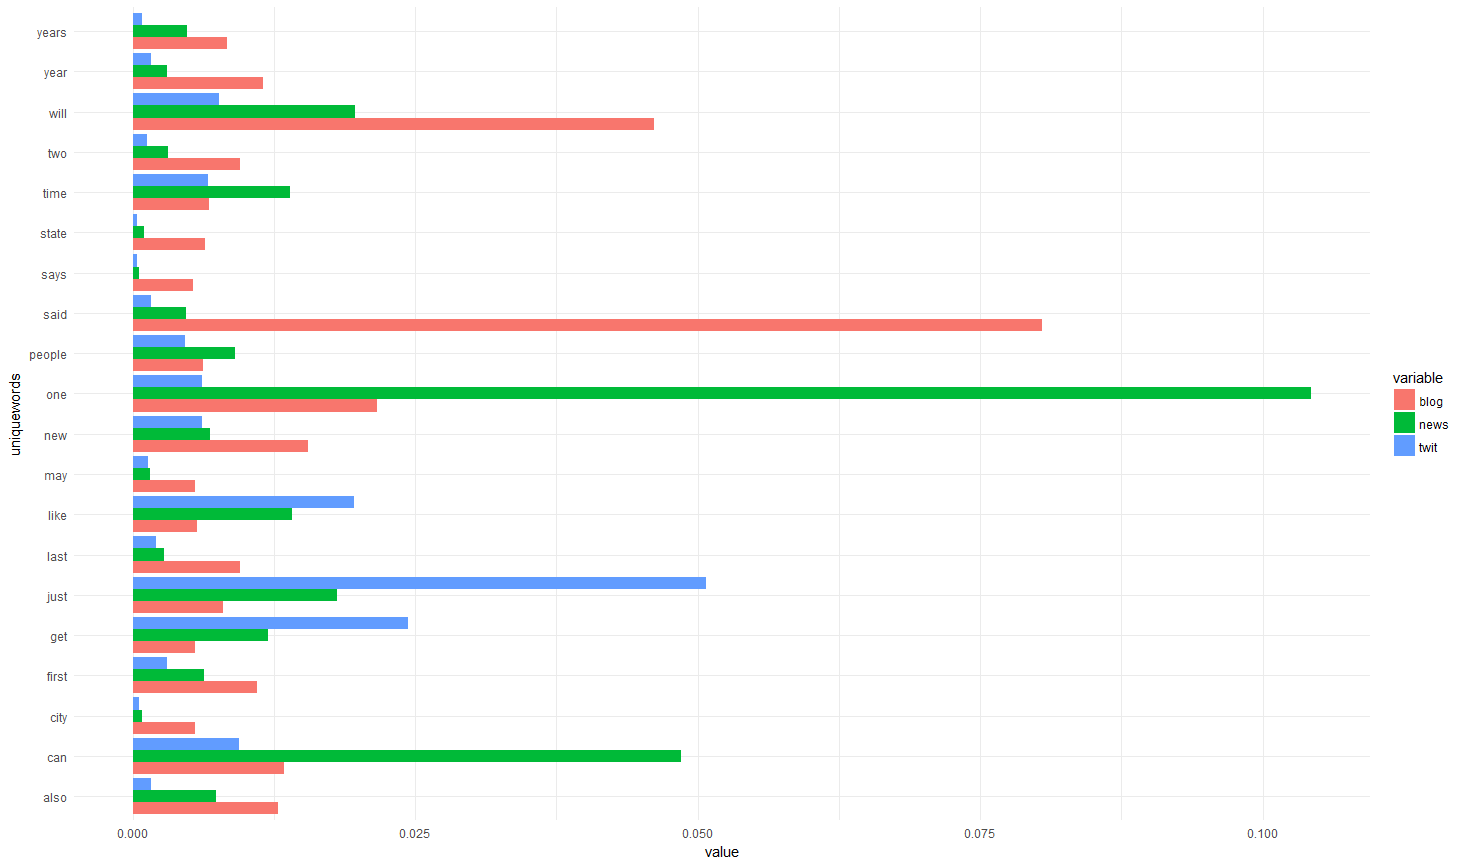 years
year
will
two
time
state
says
said
people
one
new
may
like
last
just
get
first
city
can
also
uniquewords
0.000 0.025 0.050 0.075 0.100
value
variable
blog
news
twit